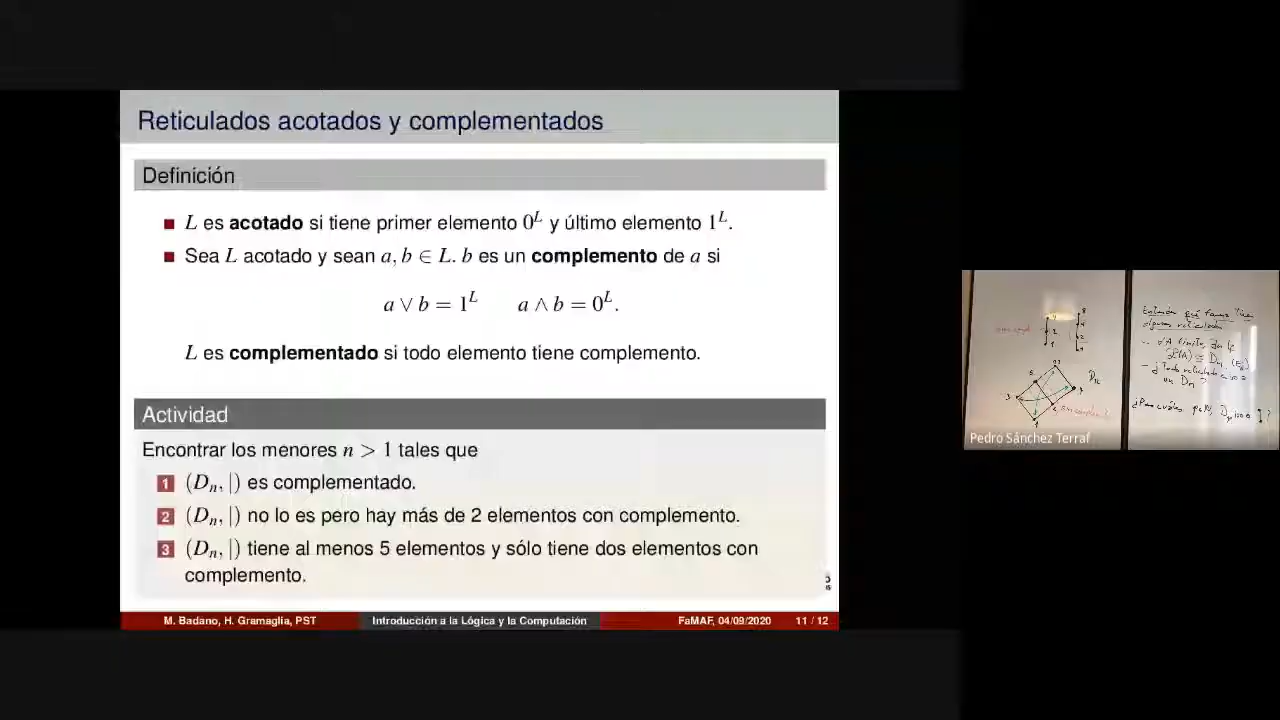 Reticulados acotados y complementados
Definición
L es acotado si tiene primer elemento 0^L y último elemento 1^L.
Sea L acotado y sean a, b ∈ L. b es un complemento de a si
a ∨ b = 1^L a ∧ b = 0^L.
L es complementado si todo elemento tiene complemento.
Actividad
Encontrar los menores n > 1 tales que
1 (D_n, |) es complementado.
2 (D_n, |) no lo es pero hay más de 2 elementos con complemento.
3 (D_n, |) tiene al menos 5 elementos y sólo tiene dos elementos con
complemento.
M. Badano, H. Gramaglia, PST Introducción a la Lógica y la Computación FaMAF, 04/09/2020 11 / 12
Pedro Sánchez Terraf